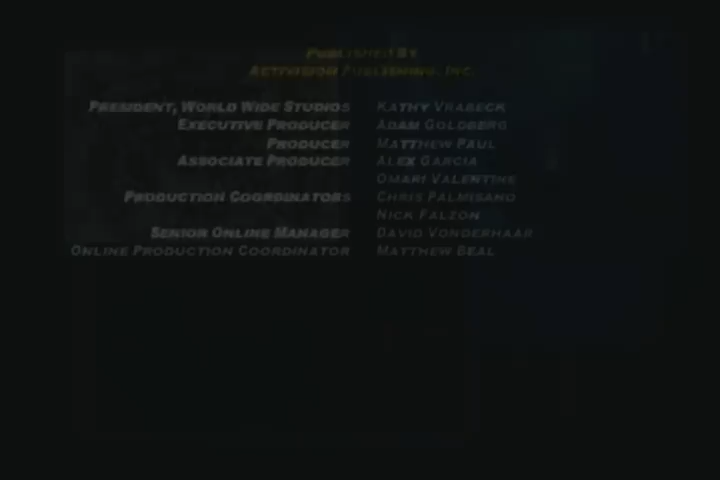 PUBLISHED BY
ACTIVISION PUBLISHING, INC.
PRESIDENT, WORLD WIDE STUDIOS KATHY VRABECK
EXECUTIVE PRODUCER ADAM GOLDBERG
PRODUCER MATTHEW PAUL
ASSOCIATE PRODUCER ALEX GARCIA
OMARI VALENTINE
PRODUCTION COORDINATORS CHRIS PALMISANO
NICK FALZON
SENIOR ONLINE MANAGER DAVID VONDERHAAR
ONLINE PRODUCTION COORDINATOR MATTHEW BEAL